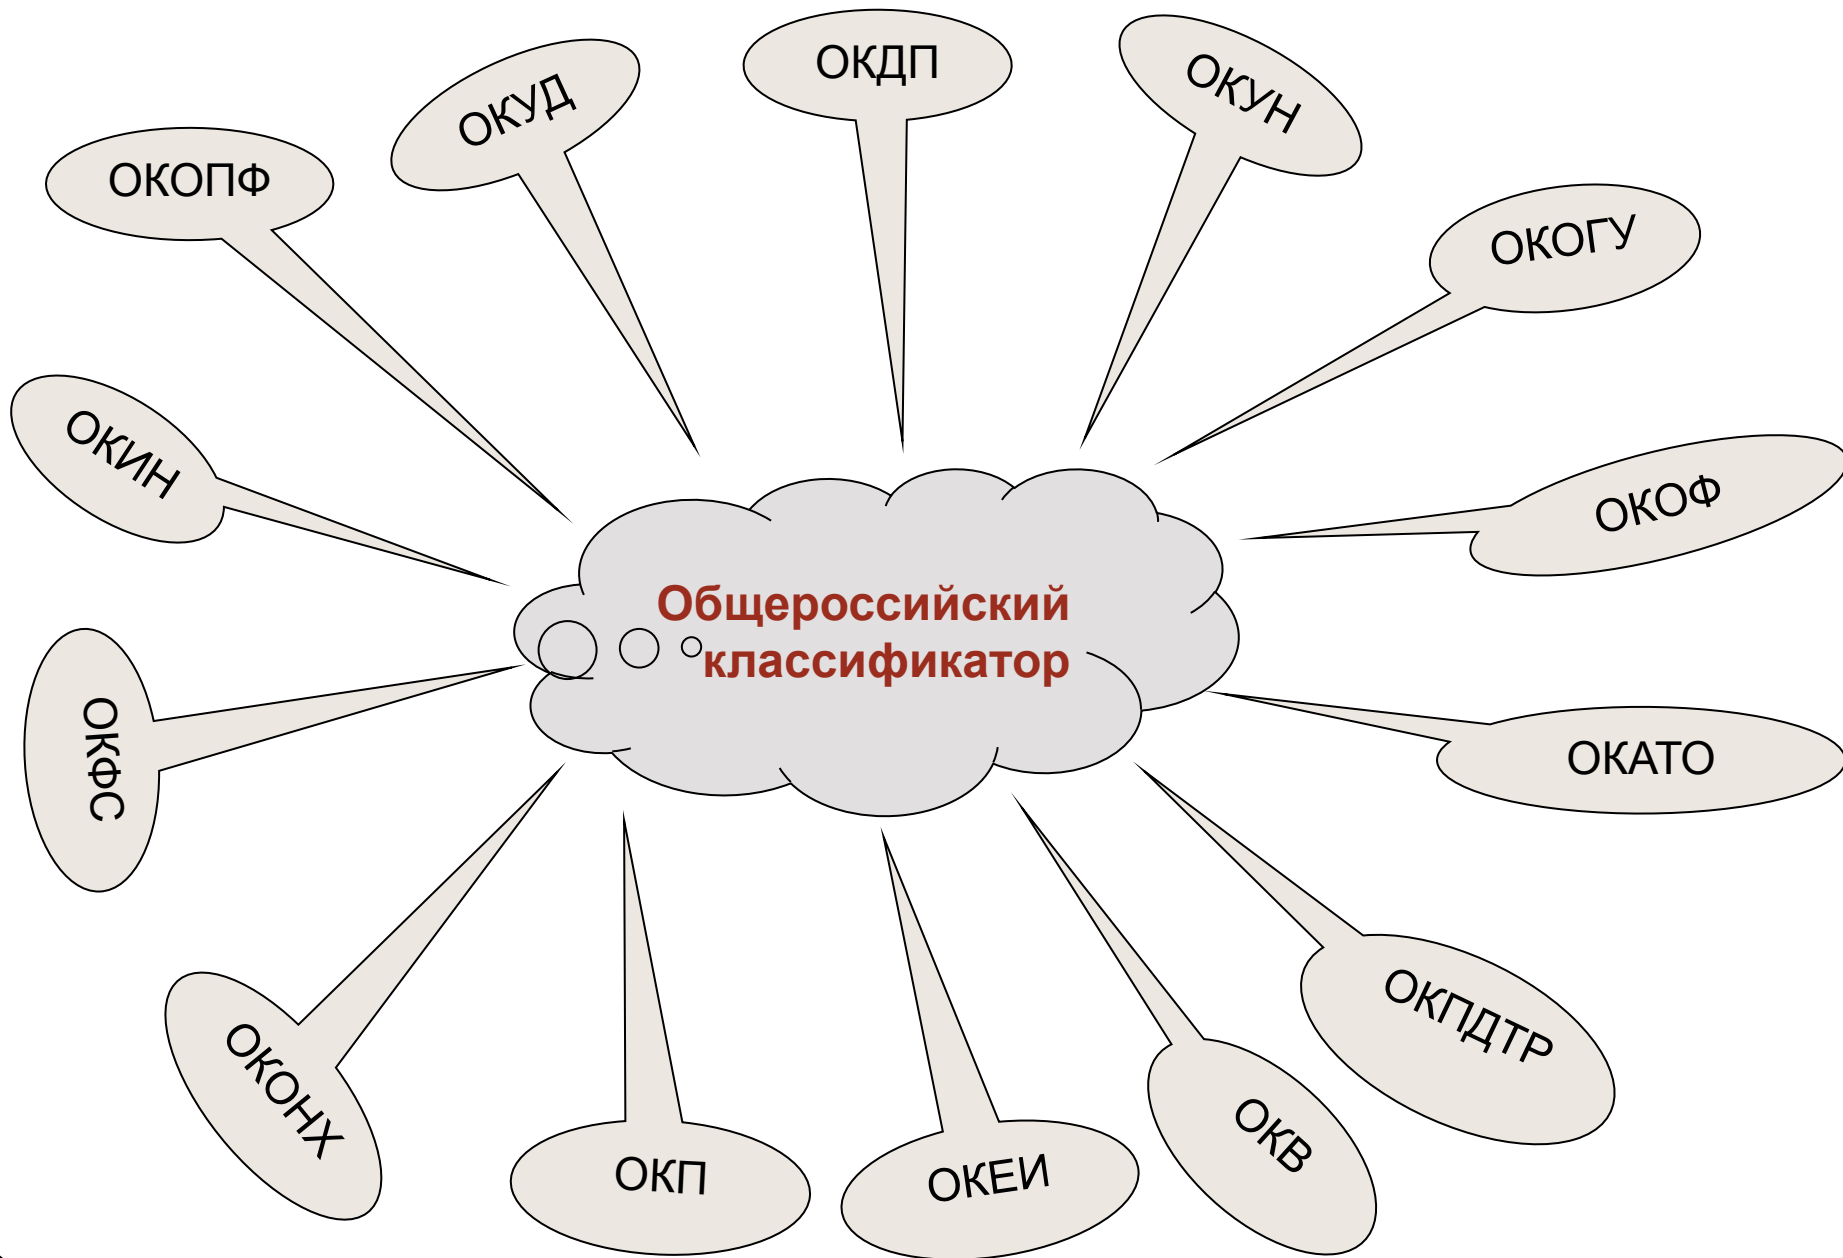 ОКДП
ОКУН
ОКУД
ОКОПФ
ОКОГУ
ОКИН
ОКОФ
Общероссийский
классификатор
ОКФС
ОКАТО
ОКПДТР
ОКОНХ
ОКВ
ОКП
ОКЕИ